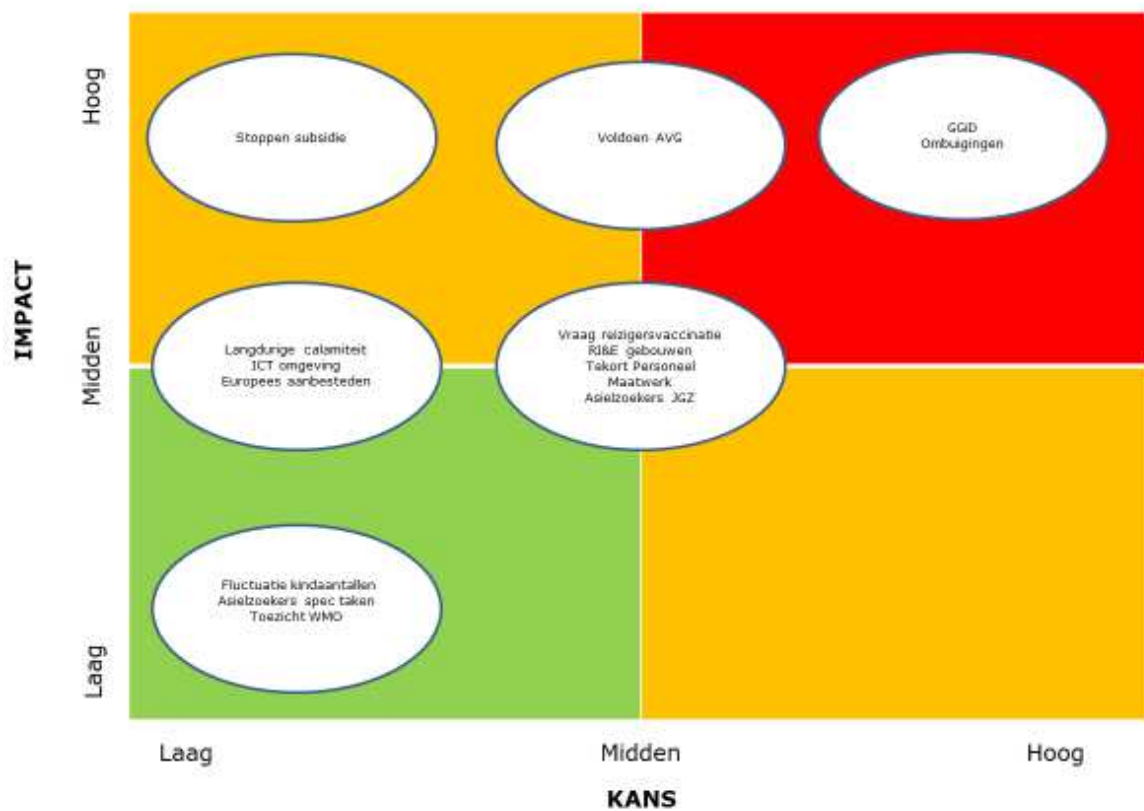 Hoog
Stoppen subsidie
Voldoen AVG
GGiD
Ombuigingen
IMPACT
Midden
Langdurige calamiteit
ICT omgeving
Europees aanbesteden
Vraag reizigersvaccinatie
RI&E gebouwen
Tekort Personeel
Maatwerk
Asielzoekers JGZ
Fluctuatie kindaantallen
Asielzoekers spec taken
Toezicht WMO
Laag
Laag
Midden
Hoog
KANS